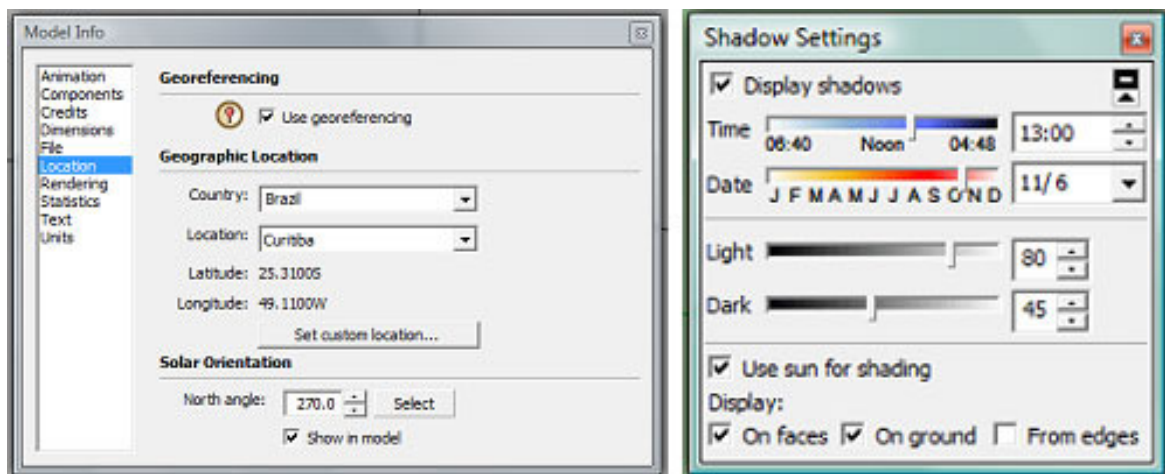 Model Info
Animation
Components
Credits
Dimensions
File
Location
Rendering
Statistics
Text
Units
Georeferencing
Use georeferencing
Geographic Location
Country: Brazil
Location: Curitiba
Latitude: 25.3100S
Longitude: 49.1100W
Set custom location...
Solar Orientation
North angle: 270.0 Select
Show in model
Shadow Settings
Display shadows
Time 06:40 Noon 04:48 13:00
Date J F M A M J J A S O N D 11/ 6
Light 80
Dark 45
Use sun for shading
Display:
On faces On ground From edges